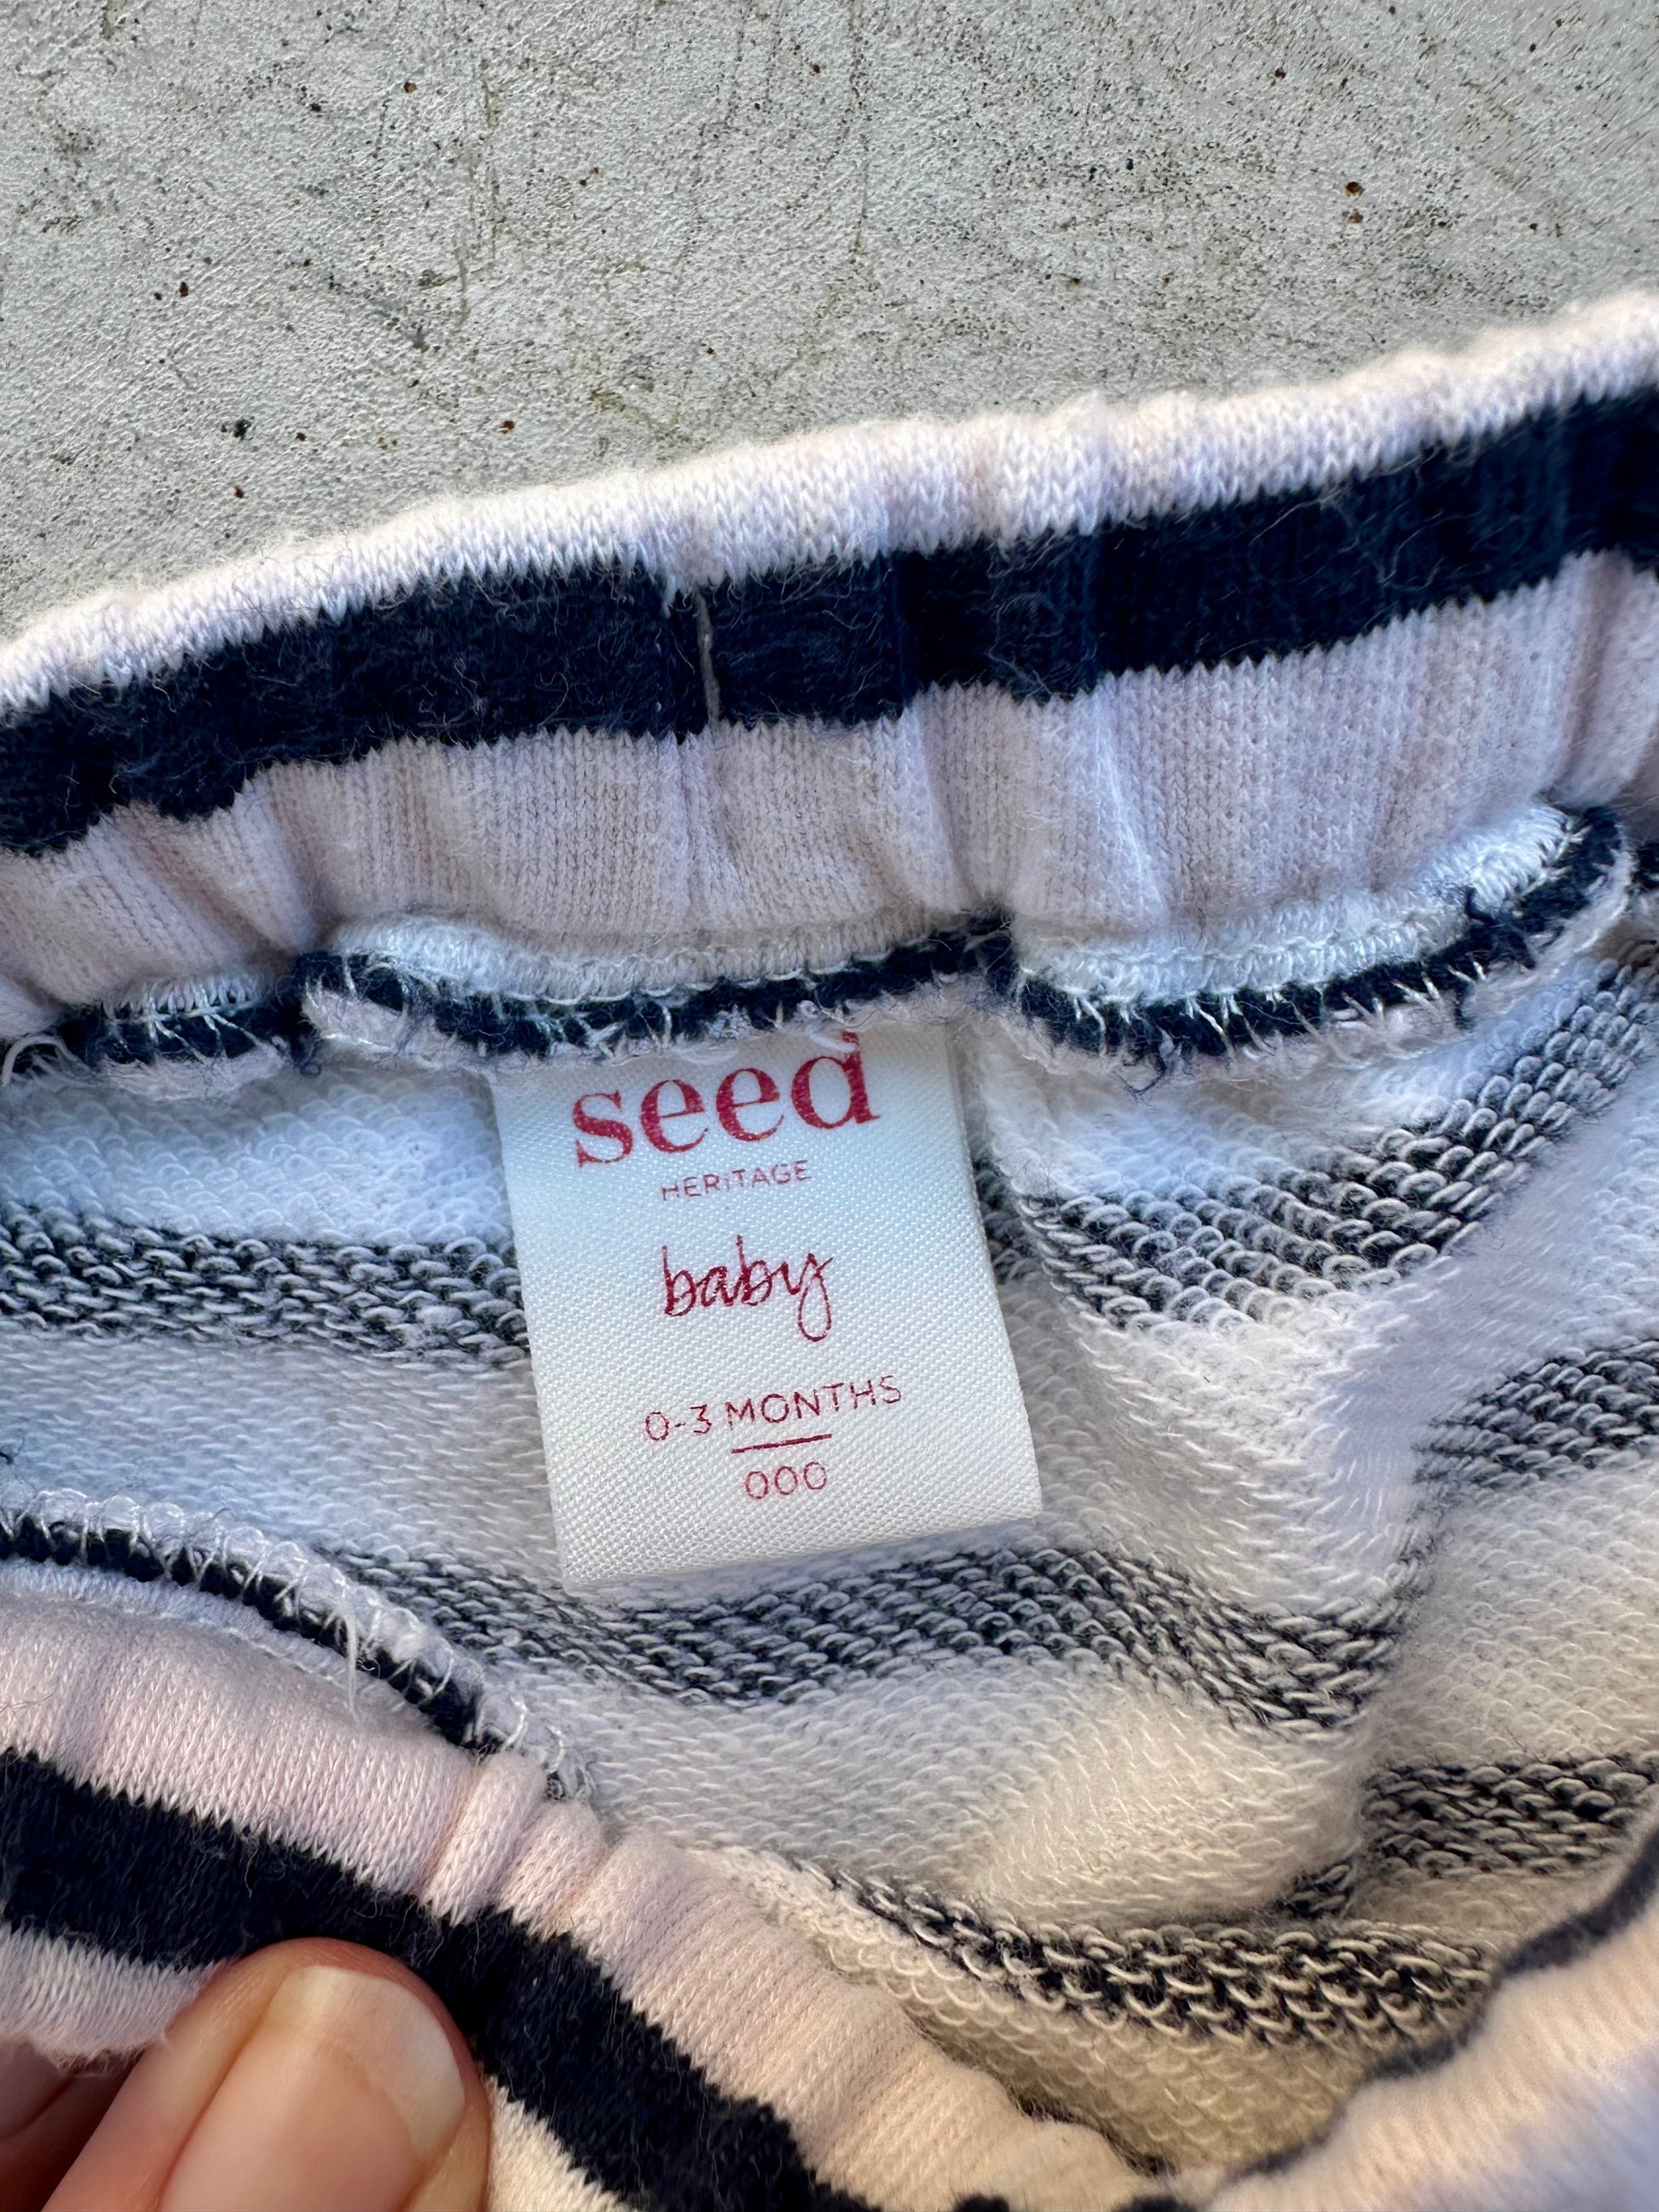 seed
HERITAGE
baby
0-3 MONTHS
000